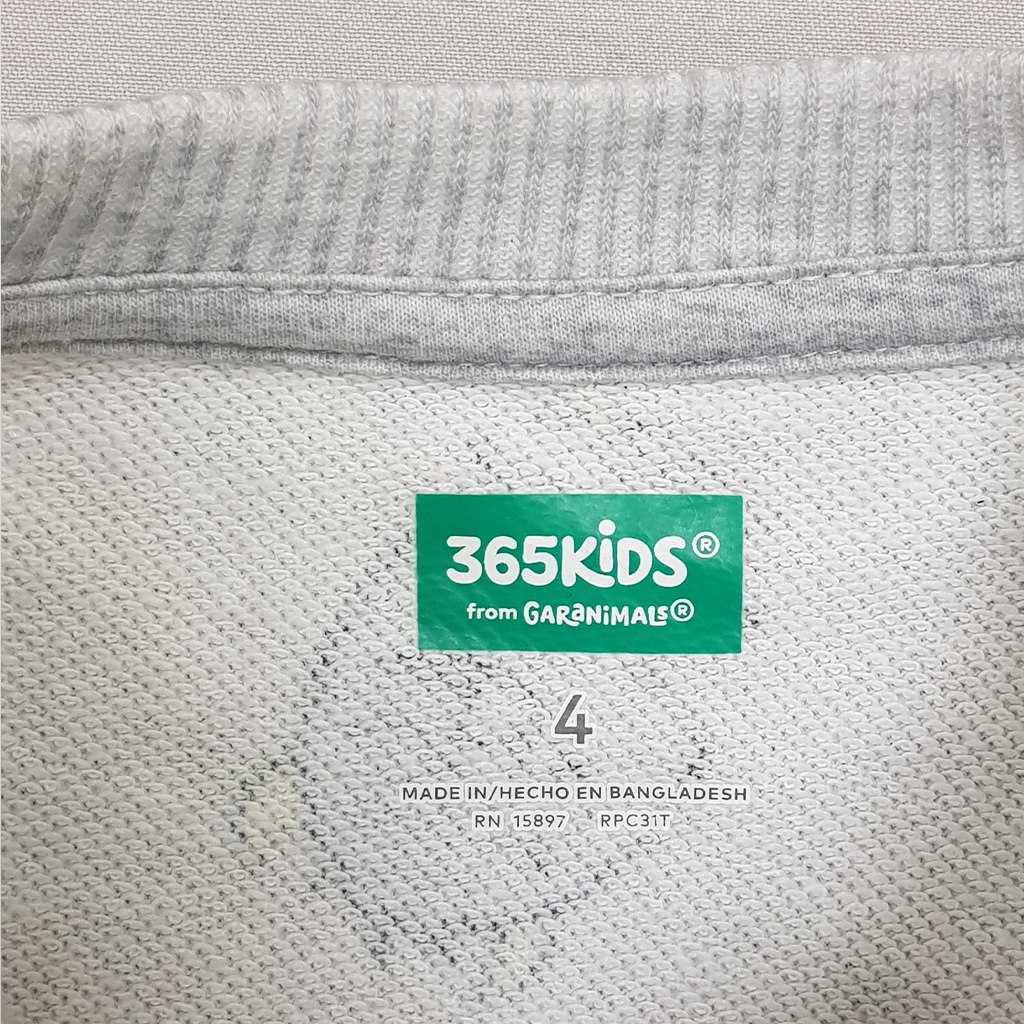 365KiDS®
from GARaNiMALS®
4
MADE IN/HECHO EN BANGLADESH
RN 15897 RPC31T